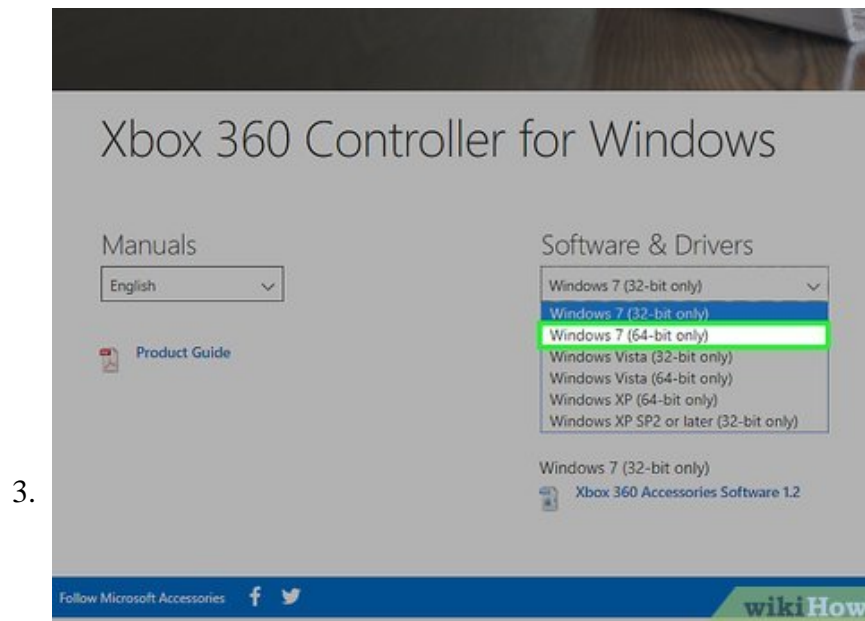 Xbox 360 Controller for Windows
Manuals
English
Product Guide
Software & Drivers
Windows 7 (32-bit only)
Windows 7 (32-bit only)
Windows 7 (64-bit only)
Windows Vista (32-bit only)
Windows Vista (64-bit only)
Windows XP (64-bit only)
Windows XP SP2 or later (32-bit only)
Windows 7 (32-bit only)
Xbox 360 Accessories Software 1.2
3.
Follow Microsoft Accessories
wikiHow